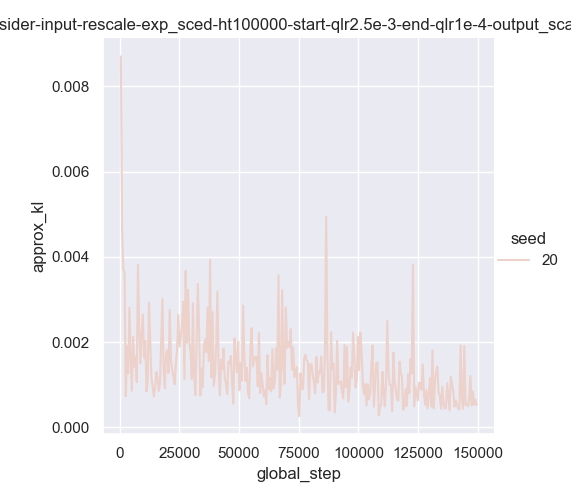 sider-input-rescale-exp_sced-ht100000-start-qlr2.5e-3-end-qlr1e-4-output_sca
0.008
0.006
0.004
0.002
0.000
approx_kl
0 25000 50000 75000 100000 125000 150000
global_step
seed
20